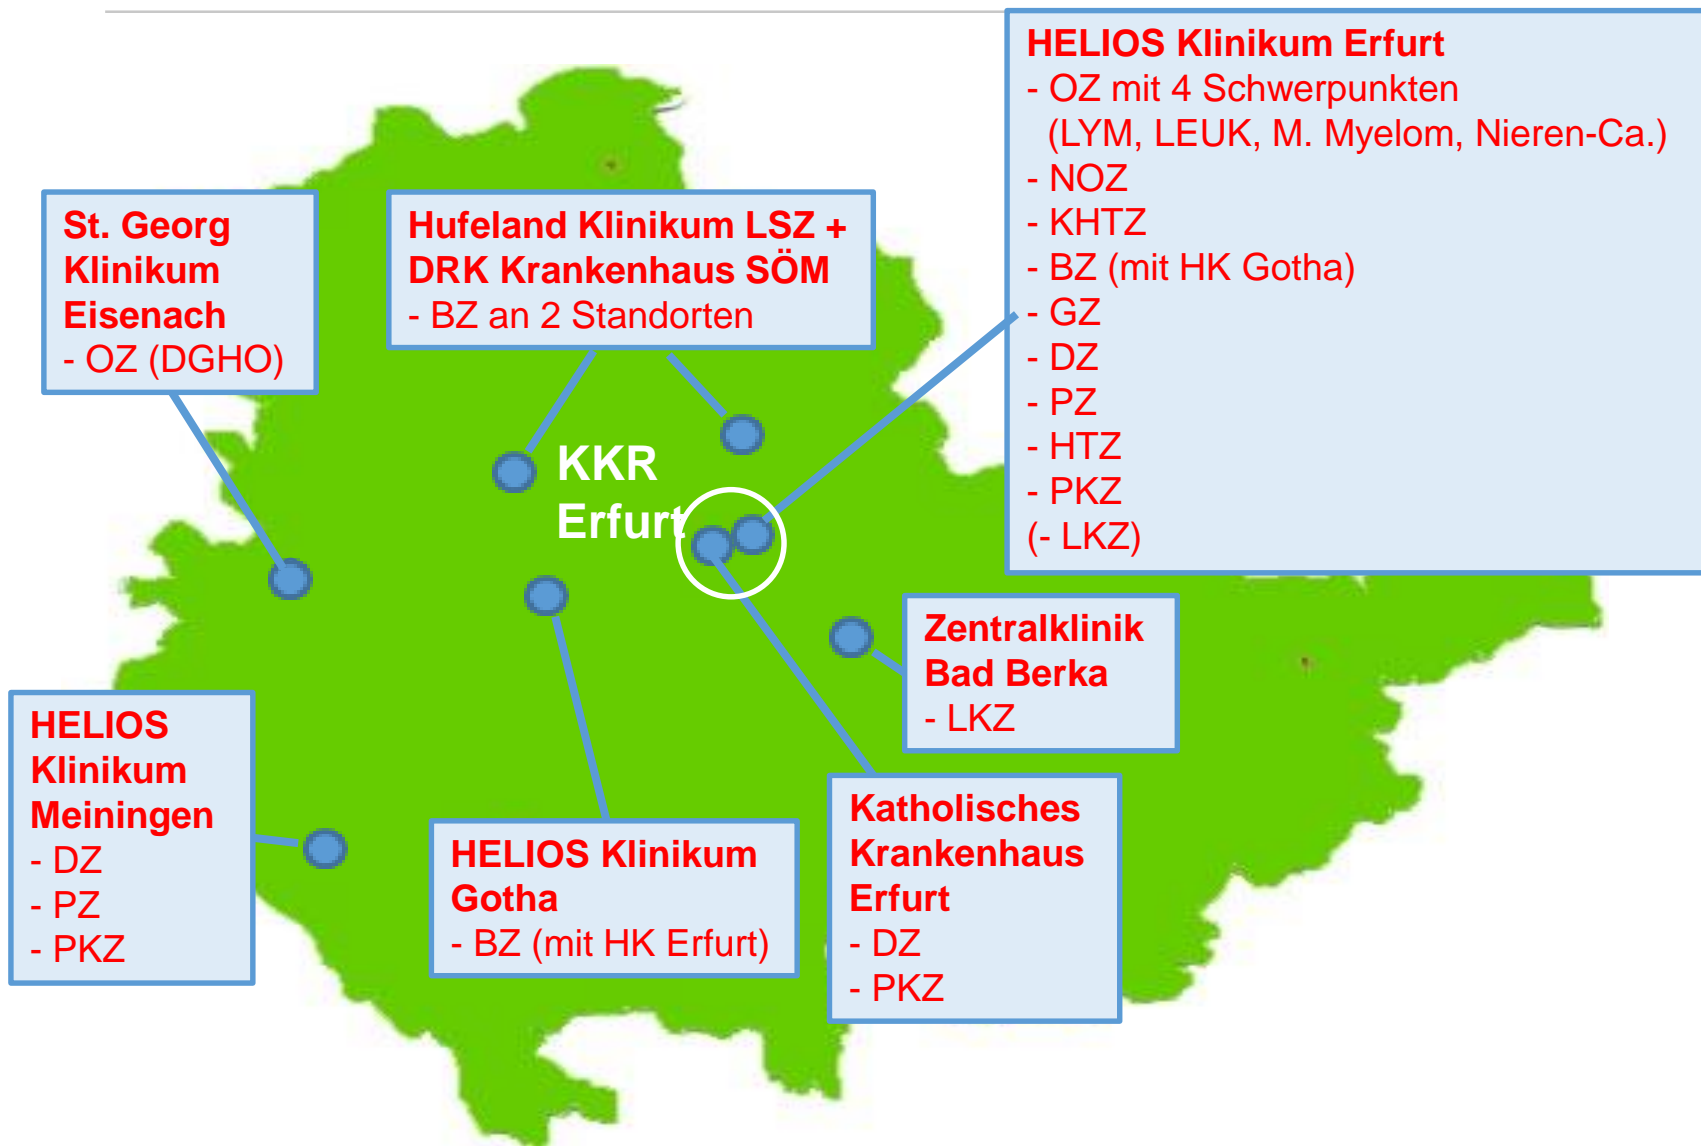 HELIOS Klinikum Erfurt
- OZ mit 4 Schwerpunkten
(LYM, LEUK, M. Myelom, Nieren-Ca.)
- NOZ
- KHTZ
- BZ (mit HK Gotha)
- GZ
- DZ
- PZ
- HTZ
- PKZ
(- LKZ)
St. Georg
Klinikum
Eisenach
- OZ (DGHO)
Hufeland Klinikum LSZ +
DRK Krankenhaus SÖM
- BZ an 2 Standorten
KKR
Erfurt
Zentralklinik
Bad Berka
- LKZ
HELIOS
Klinikum
Meiningen
- DZ
- PZ
- PKZ
HELIOS Klinikum
Gotha
- BZ (mit HK Erfurt)
Katholisches
Krankenhaus
Erfurt
- DZ
- PKZ